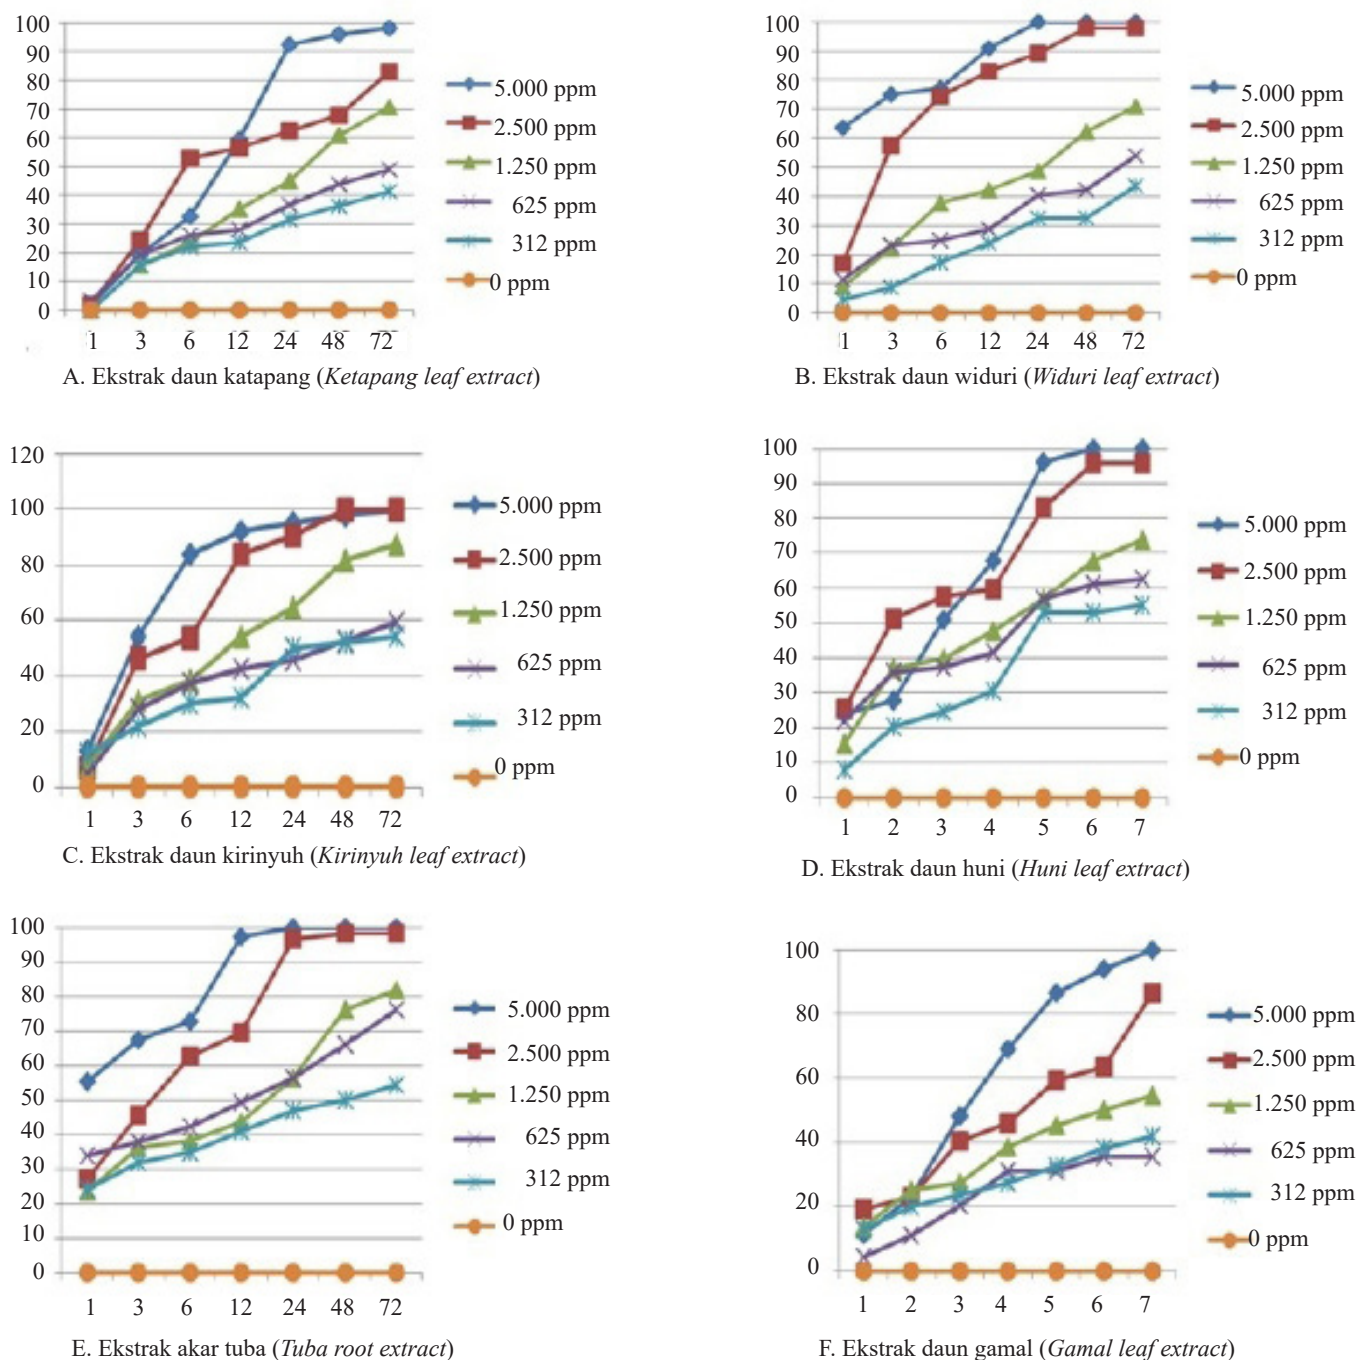 100
90
80
70
60
50
40
30
20
10
0
1 3 6 12 24 48 72
5.000 ppm
2.500 ppm
1.250 ppm
625 ppm
312 ppm
0 ppm
A. Ekstrak daun katapang (Ketapang leaf extract)
100
90
80
70
60
50
40
30
20
10
0
1 3 6 12 24 48 72
5.000 ppm
2.500 ppm
1.250 ppm
625 ppm
312 ppm
0 ppm
B. Ekstrak daun widuri (Widuri leaf extract)
120
100
80
60
40
20
0
1 3 6 12 24 48 72
5.000 ppm
2.500 ppm
1.250 ppm
625 ppm
312 ppm
0 ppm
C. Ekstrak daun kirinyuh (Kirinyuh leaf extract)
100
90
80
70
60
50
40
30
20
10
0
1 2 3 4 5 6 7
5.000 ppm
2.500 ppm
1.250 ppm
625 ppm
312 ppm
0 ppm
D. Ekstrak daun huni (Huni leaf extract)
100
90
80
70
60
50
40
30
20
10
0
1 3 6 12 24 48 72
5.000 ppm
2.500 ppm
1.250 ppm
625 ppm
312 ppm
0 ppm
E. Ekstrak akar tuba (Tuba root extract)
100
80
60
40
20
0
1 2 3 4 5 6 7
5.000 ppm
2.500 ppm
1.250 ppm
625 ppm
312 ppm
0 ppm
F. Ekstrak daun gamal (Gamal leaf extract)